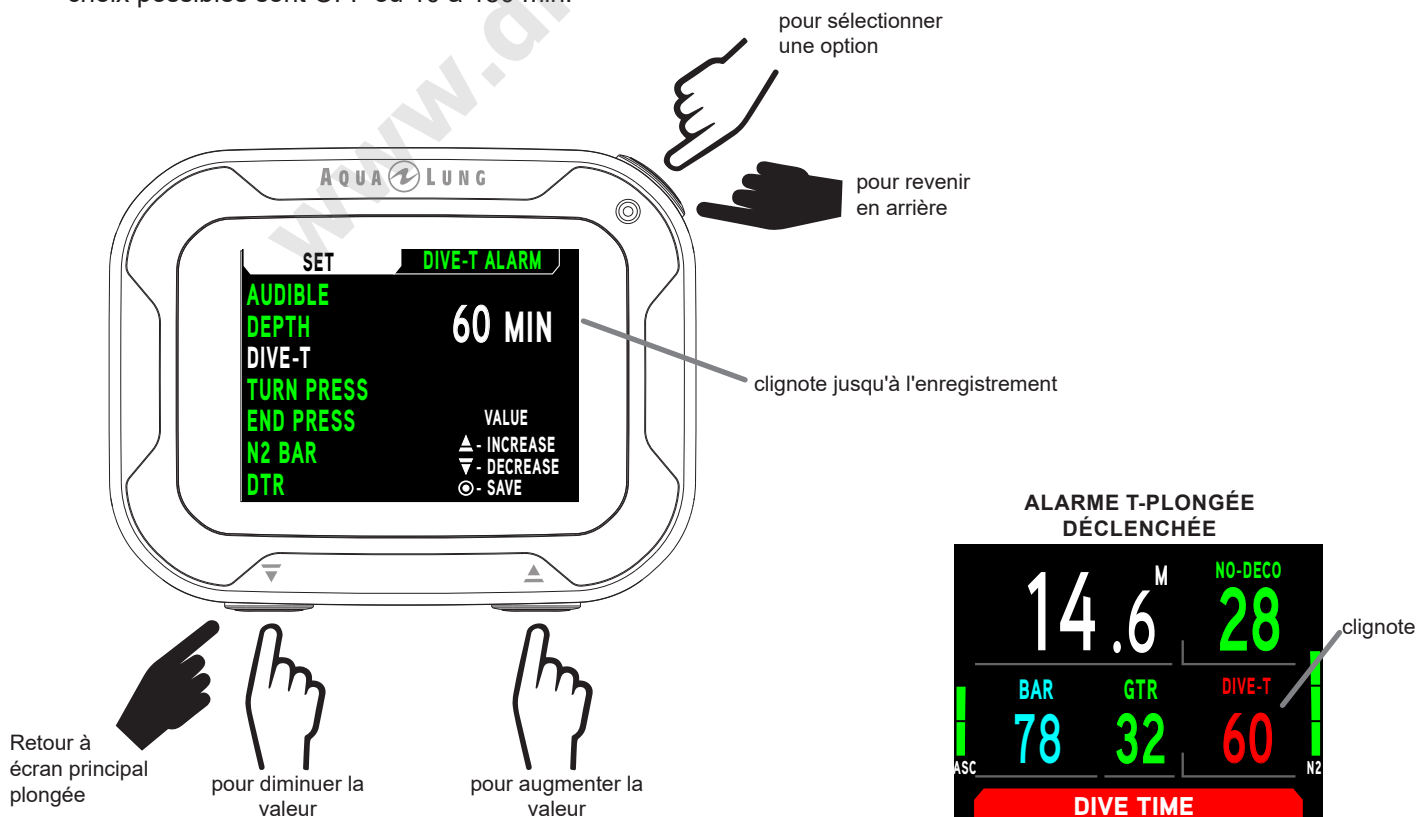 pour sélectionner
une option
pour revenir
en arrière
AQUA LUNG
SET DIVE-T ALARM
AUDIBLE
DEPTH
DIVE-T
TURN PRESS
END PRESS
N2 BAR
DTR
60 MIN
VALUE
- INCREASE
- DECREASE
- SAVE
clignote jusqu'à l'enregistrement
Retour à
écran principal
plongée
pour diminuer la
valeur
pour augmenter la
valeur
ALARME T-PLONGÉE
DÉCLENCHÉE
14.6 M
NO-DECO
28
clignote
BAR
78
GTR
32
DIVE-T
60
ASC
N2
DIVE TIME